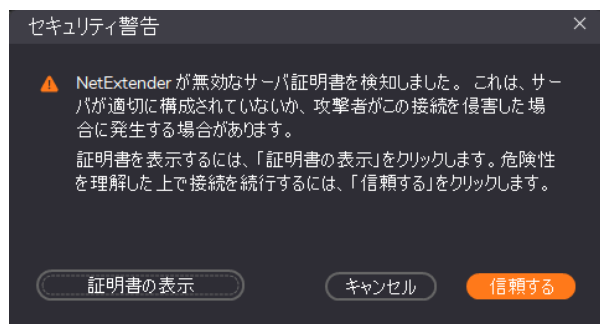 セキュリティ警告
NetExtender が無効なサーバ証明書を検知しました。 これは、サー
バが適切に構成されていないか、攻撃者がこの接続を侵害した場
合に発生する場合があります。
証明書を表示するには、「証明書の表示」をクリックします。危険性
を理解した上で接続を続行するには、「信頼する」をクリックします。
証明書の表示
キャンセル
信頼する